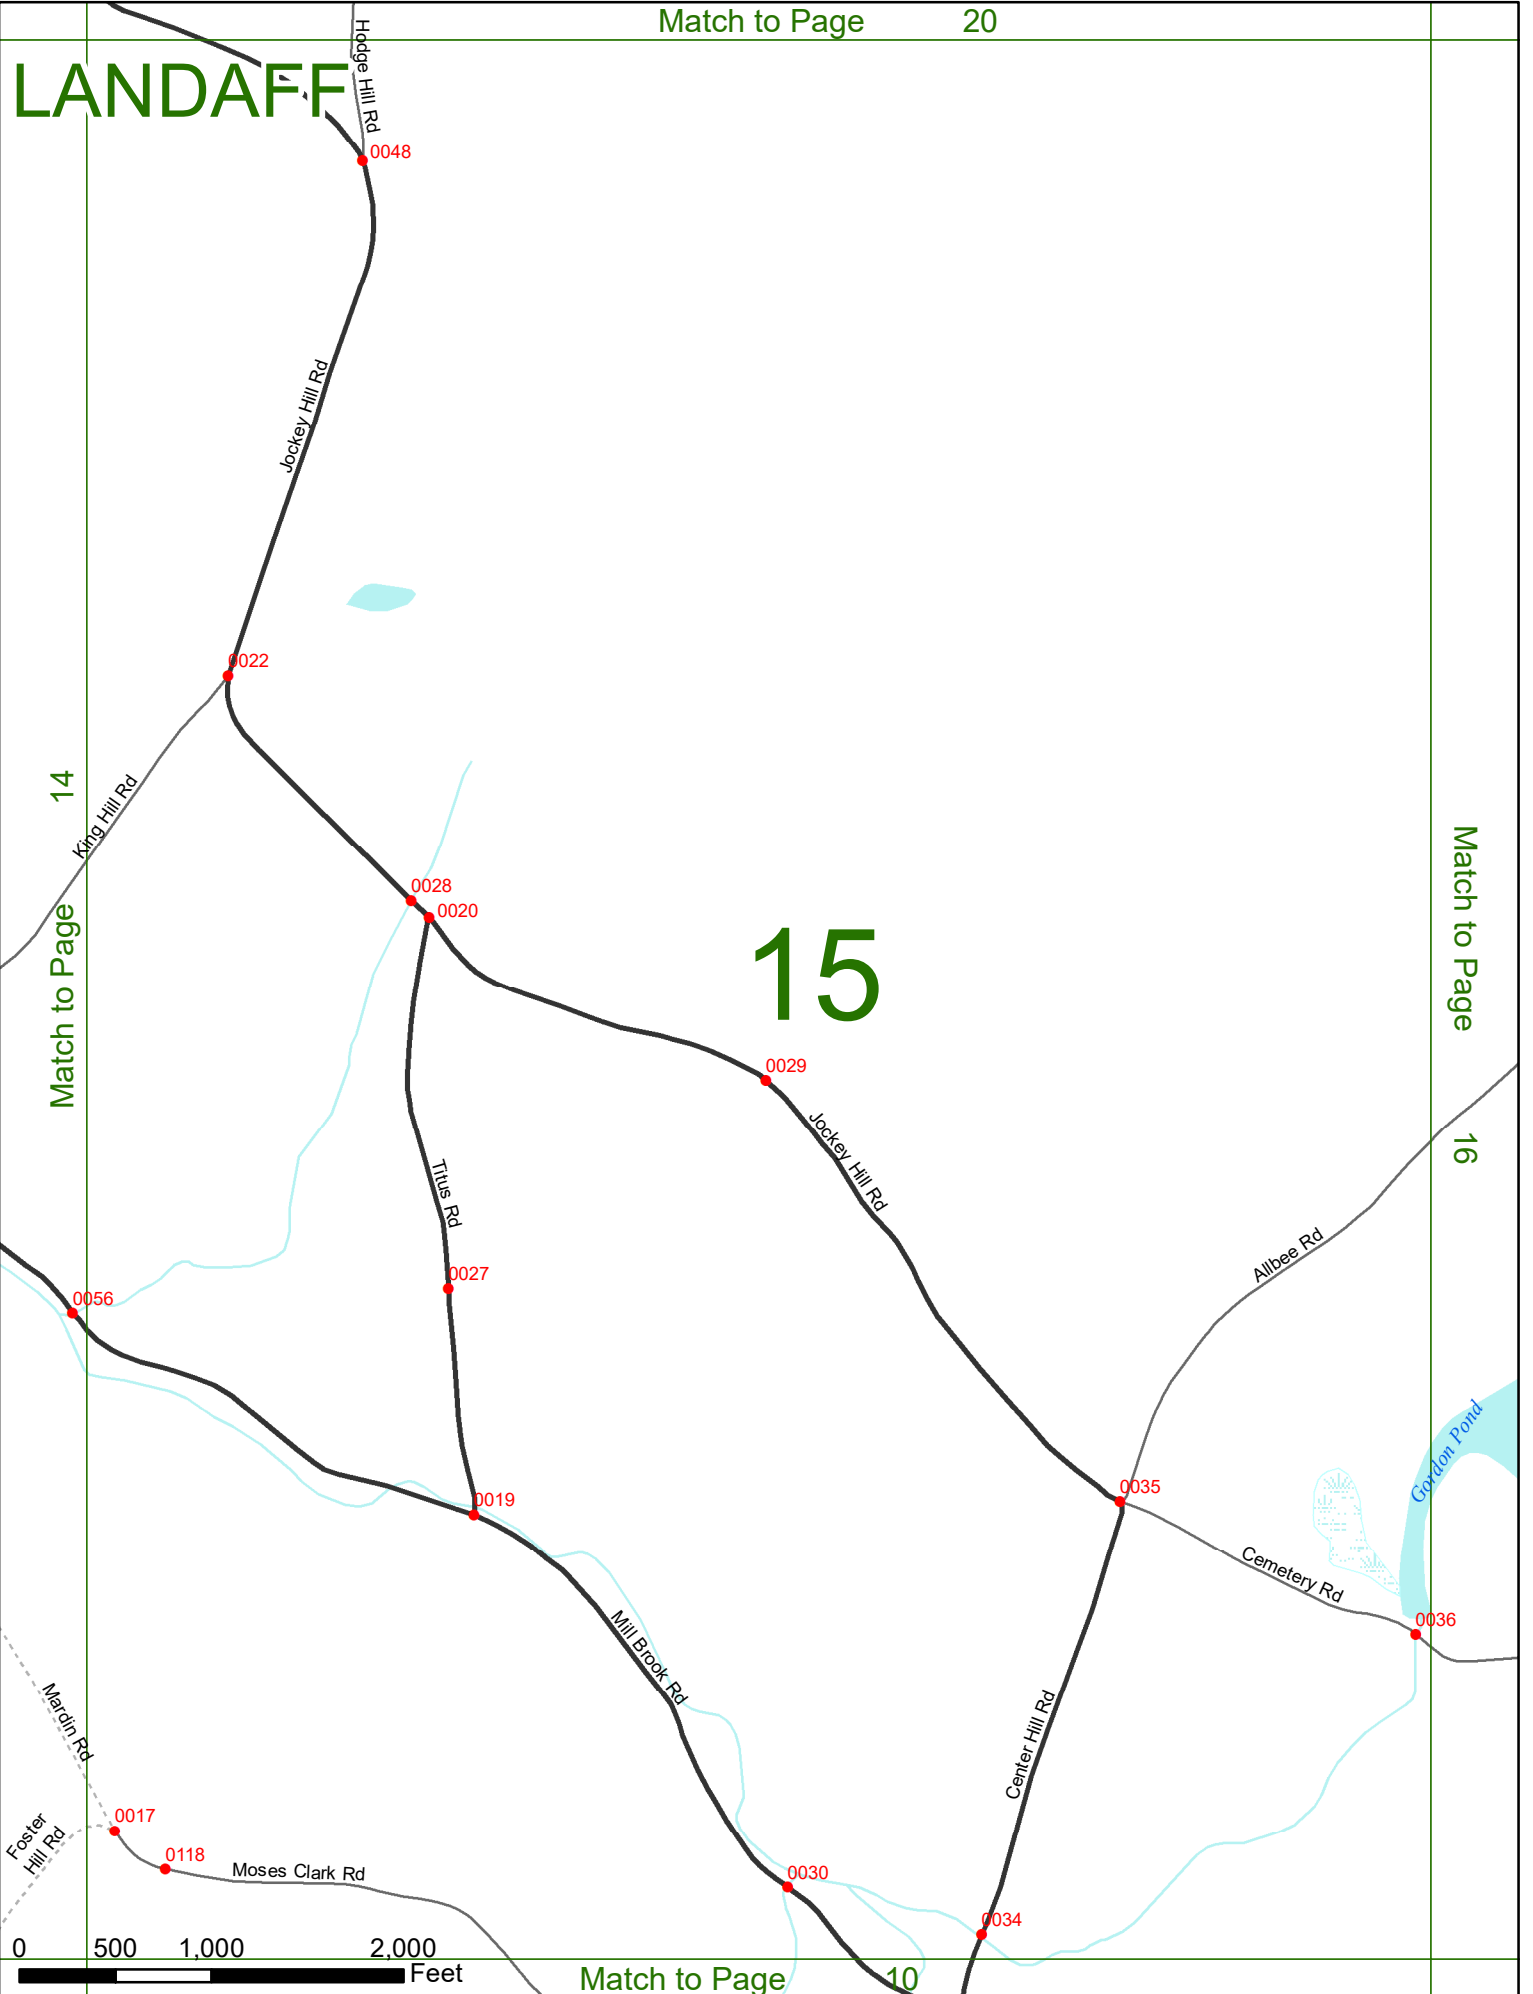 Match to Page 20
LANDAFF
Hodge Hill Rd
0048
Jockey Hill Rd
0022
King Hill Rd
Match to Page 14
0028
0020
15
Match to Page 16
0029
Jockey Hill Rd
Titus Rd
Allbee Rd
0027
0056
Gordon Pond
0035
0019
Cemetery Rd
0036
Mill Brook Rd
Center Hill Rd
Mardin Rd
0017
Foster
Hill Rd
0118
Moses Clark Rd
0030
0034
0 500 1,000 2,000
Feet
Match to Page 10